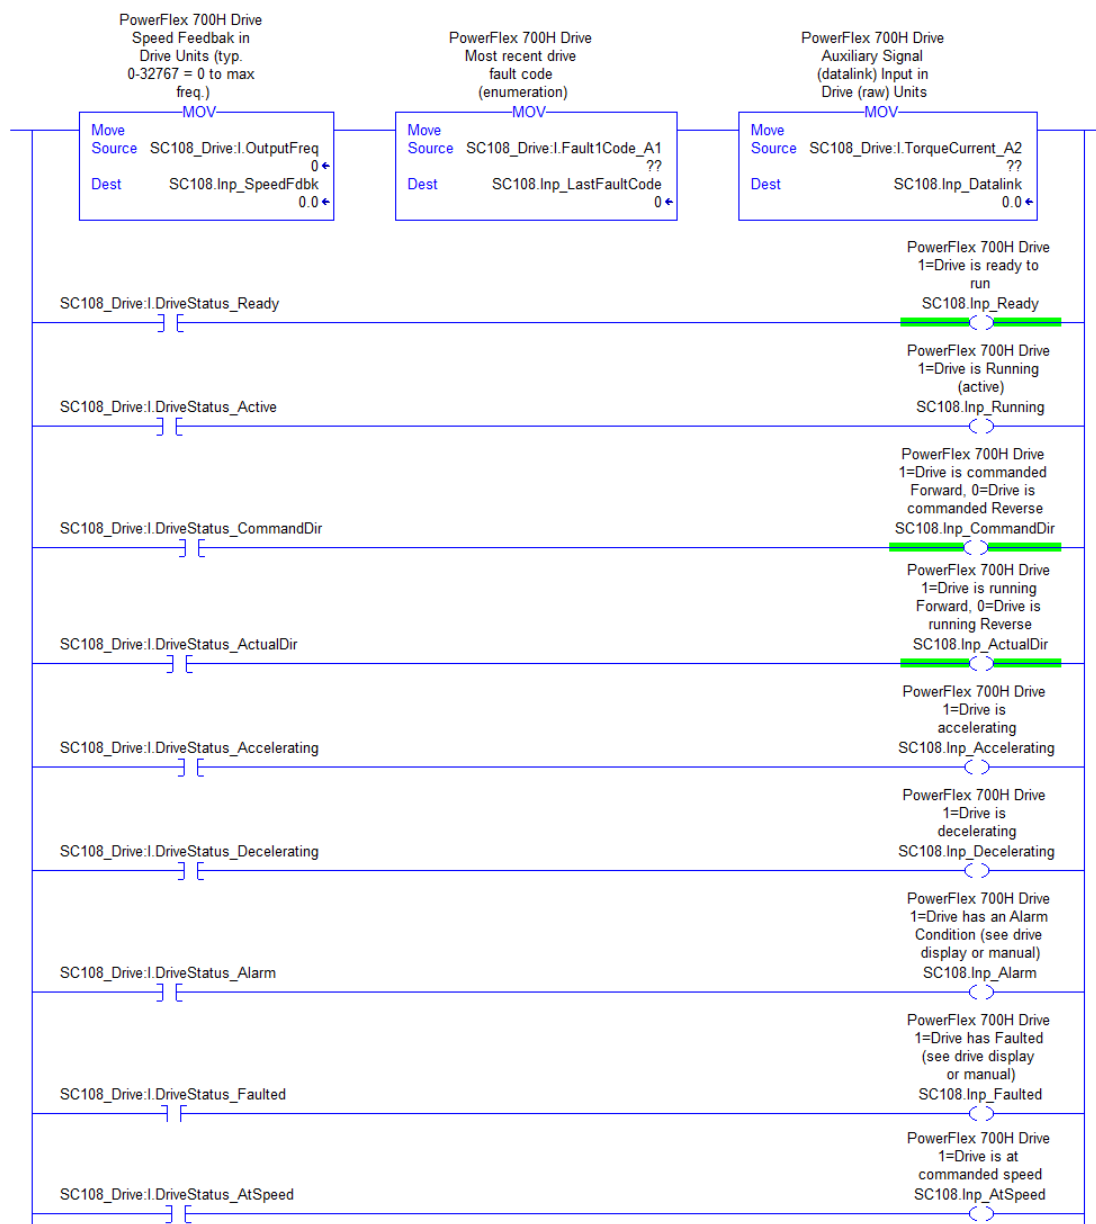 PowerFlex 700H Drive
Speed Feedbak in
Drive Units (typ.
0-32767 = 0 to max
freq.)
MOV
Move
Source SC108_Drive:I.OutputFreq
0
Dest SC108.Inp_SpeedFdbk
0.0
PowerFlex 700H Drive
Most recent drive
fault code
(enumeration)
MOV
Move
Source SC108_Drive:I.Fault1Code_A1
??
Dest SC108.Inp_LastFaultCode
0
PowerFlex 700H Drive
Auxiliary Signal
(datalink) Input in
Drive (raw) Units
MOV
Move
Source SC108_Drive:I.TorqueCurrent_A2
??
Dest SC108.Inp_Datalink
0.0
PowerFlex 700H Drive
1=Drive is ready to
run
SC108_Drive:I.DriveStatus_Ready SC108.Inp_Ready
PowerFlex 700H Drive
1=Drive is Running
(active)
SC108_Drive:I.DriveStatus_Active SC108.Inp_Running
PowerFlex 700H Drive
1=Drive is commanded
Forward, 0=Drive is
commanded Reverse
SC108_Drive:I.DriveStatus_CommandDir SC108.Inp_CommandDir
PowerFlex 700H Drive
1=Drive is running
Forward, 0=Drive is
running Reverse
SC108_Drive:I.DriveStatus_ActualDir SC108.Inp_ActualDir
PowerFlex 700H Drive
1=Drive is
accelerating
SC108_Drive:I.DriveStatus_Accelerating SC108.Inp_Accelerating
PowerFlex 700H Drive
1=Drive is
decelerating
SC108_Drive:I.DriveStatus_Decelerating SC108.Inp_Decelerating
PowerFlex 700H Drive
1=Drive has an Alarm
Condition (see drive
display or manual)
SC108_Drive:I.DriveStatus_Alarm SC108.Inp_Alarm
PowerFlex 700H Drive
1=Drive has Faulted
(see drive display
or manual)
SC108_Drive:I.DriveStatus_Faulted SC108.Inp_Faulted
PowerFlex 700H Drive
1=Drive is at
commanded speed
SC108_Drive:I.DriveStatus_AtSpeed SC108.Inp_AtSpeed